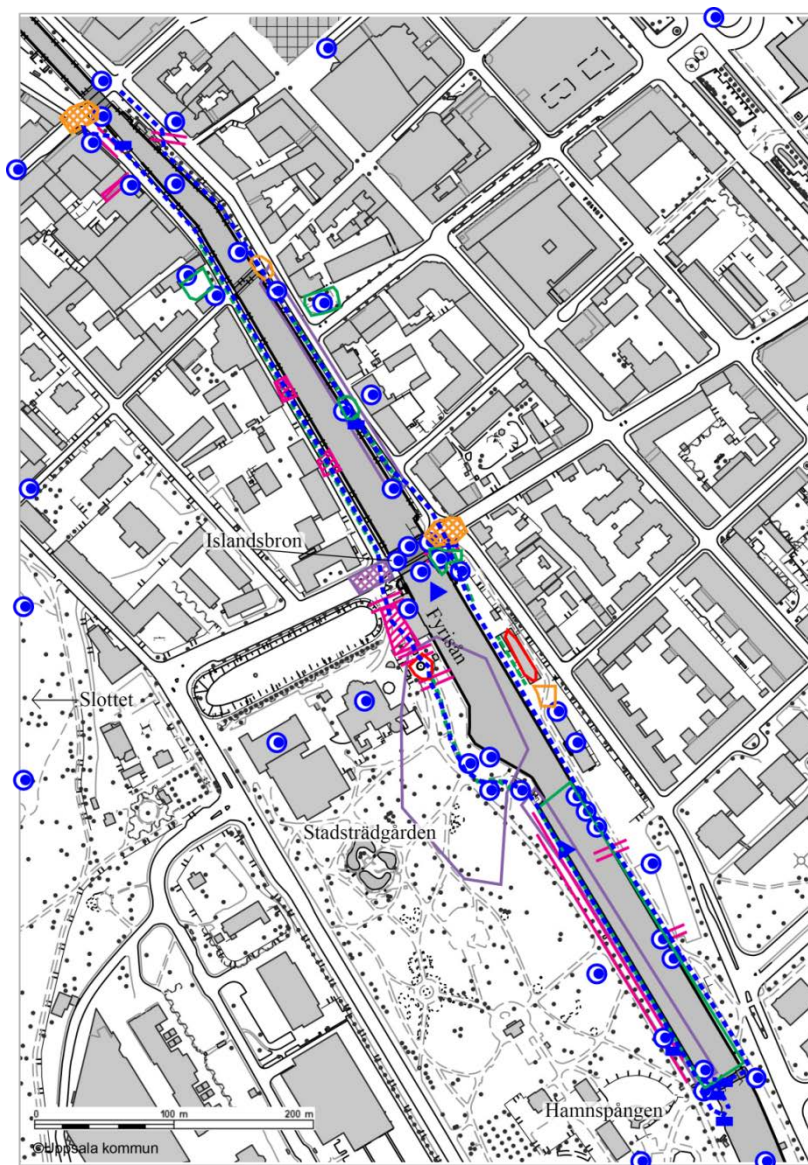 Islandsbron
Fyrisån
Slottet
Stadsträdgården
Hamnspången
0 100 m 200 m
©Uppsala kommun